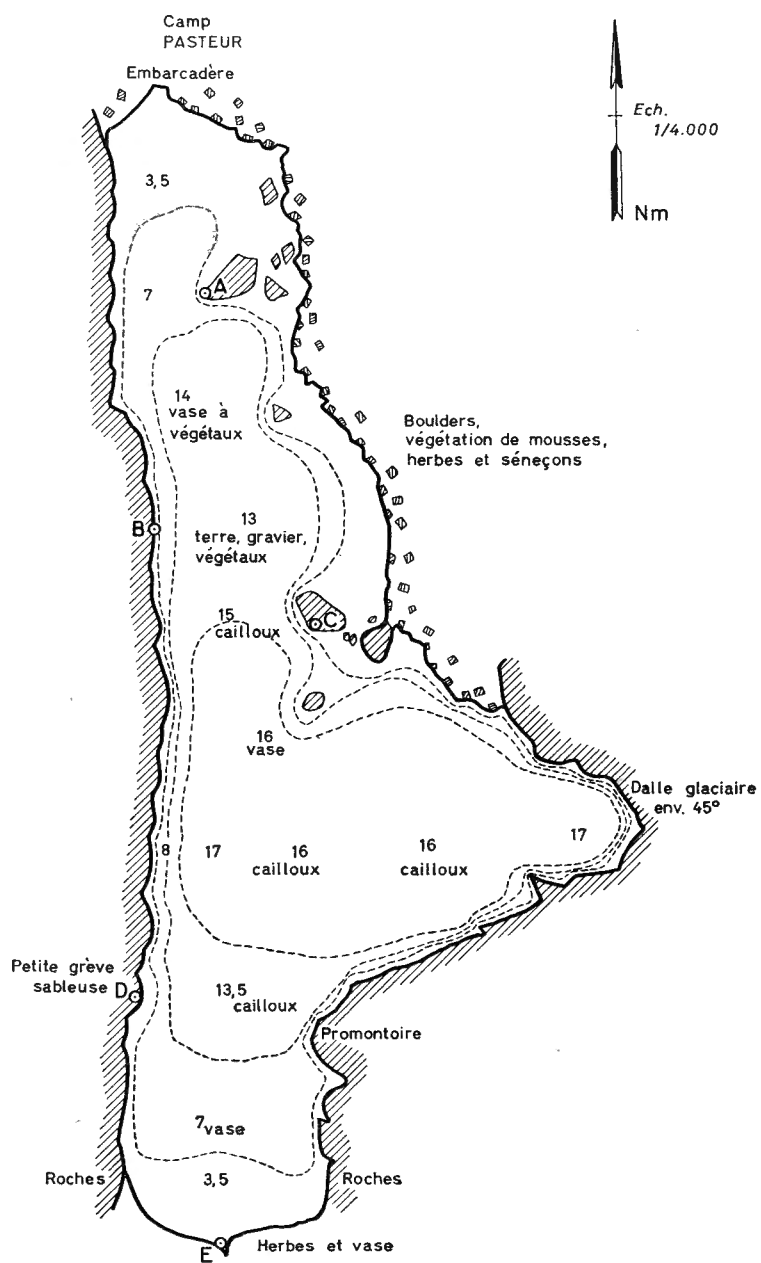 Camp
PASTEUR
Embarcadère
Ech.
1/4.000
Nm
3,5
A
7
14
vase à
végétaux
Boulders,
végétation de mousses,
herbes et séneçons
B
13
terre, gravier,
végétaux
15
cailloux
C
16
vase
Dalle glaciaire
env. 45°
8
17
16
cailloux
16
cailloux
17
Petite grève
sableuse
D
13,5
cailloux
Promontoire
7 vase
Roches
3,5
Roches
E
Herbes et vase